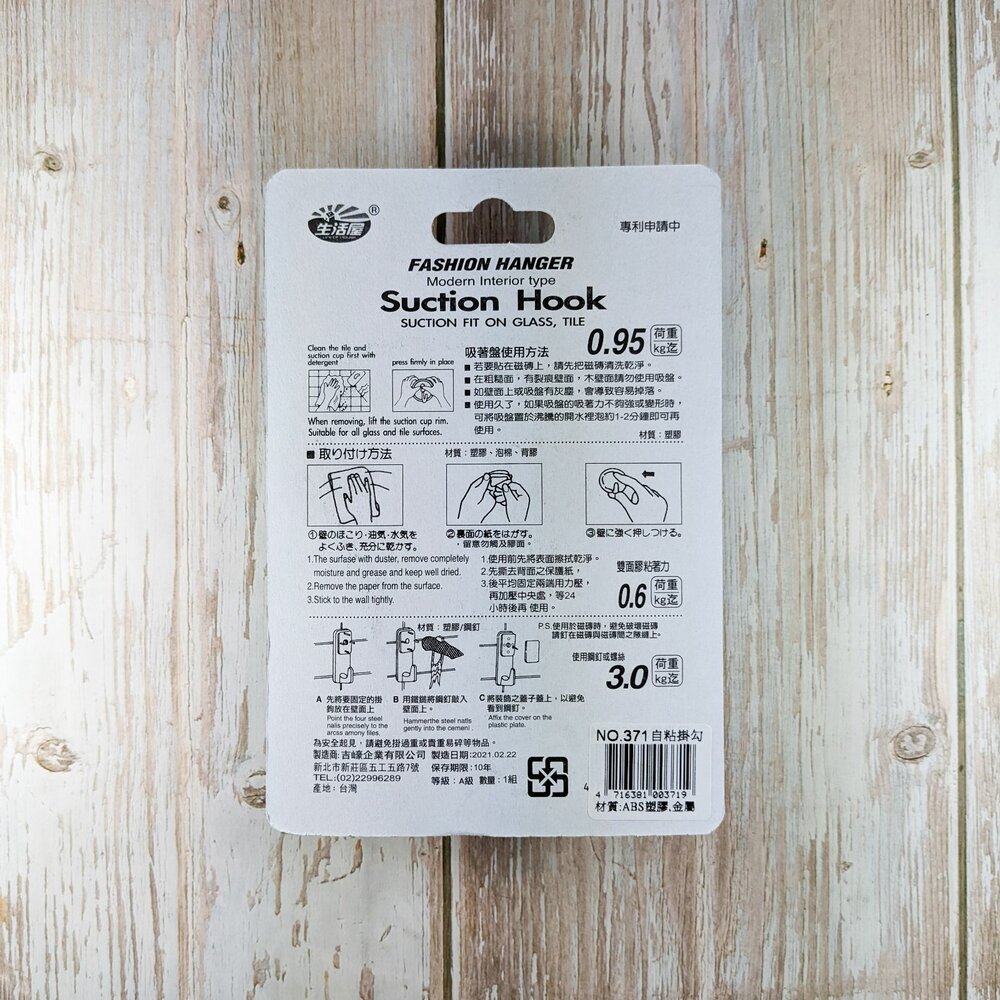 生活屋
®
專利申請中
FASHION HANGER
Modern Interior type
Suction Hook
SUCTION FIT ON GLASS, TILE
0.95 荷重 kg迄
Clean the tile and
suction cup first with
detergent
press firmly in place
When removing, lift the suction cup rim.
Suitable for all glass and tile surfaces.
吸著盤使用方法
■ 若要貼在磁磚上，請先把磁磚清洗乾淨。
■ 在粗糙面，有裂痕壁面，木壁面請勿使用吸盤。
■ 如壁面上或吸盤有灰塵，會導致容易掉落。
■ 使用久了，如果吸盤的吸著力不夠強或變形時，
可將吸盤置於沸騰的開水裡泡約1-2分鐘即可再
使用。
材質：塑膠
■ 取り付け方法
材質：塑膠、泡棉、背膠
①壁のほこり·油気·水気を
よくふき、充分に乾かす。
②裏面の紙をはがす。
，留意勿觸及膠面。
③壁に強く押しつける。
1.The surfase with duster, remove completely
moisture and grease and keep well dried.
2.Remove the paper from the surface.
3.Stick to the wall tightly.
1.使用前先將表面擦拭乾淨。
2.先撕去背面之保護紙，
3.後平均固定兩端用力壓，
再加壓中央處，等24
小時後再 使用。
雙面膠粘著力
0.6 荷重 kg迄
材質：塑膠/鋼釘
P.S.使用於磁磚時，避免破壞磁磚
請釘在磁磚與磁磚間之隙縫上。
使用鋼釘或螺絲
3.0 荷重 kg迄
A 先將要固定的掛
鉤放在壁面上
Point the four steel
nails precisely to the
arcss amony files.
B 用鐵鎚將鋼釘敲入
壁面上。
Hammerthe steel natls
gently into the cement .
C 將裝飾之蓋子蓋上，以避免
看到鋼釘。
Affix the cover on the
plastic plate.
為安全起見，請避免掛過重或貴重易碎等物品。
製造商:吉嶁企業有限公司 製造日期:2021.02.22
新北市新莊區五工五路7號 保存期限:10年
TEL.:(02)22996289 等級：A級 數量：1組
產地：台灣
NO.371自粘掛勾
4 716381 003719
材質:ABS塑膠,金屬